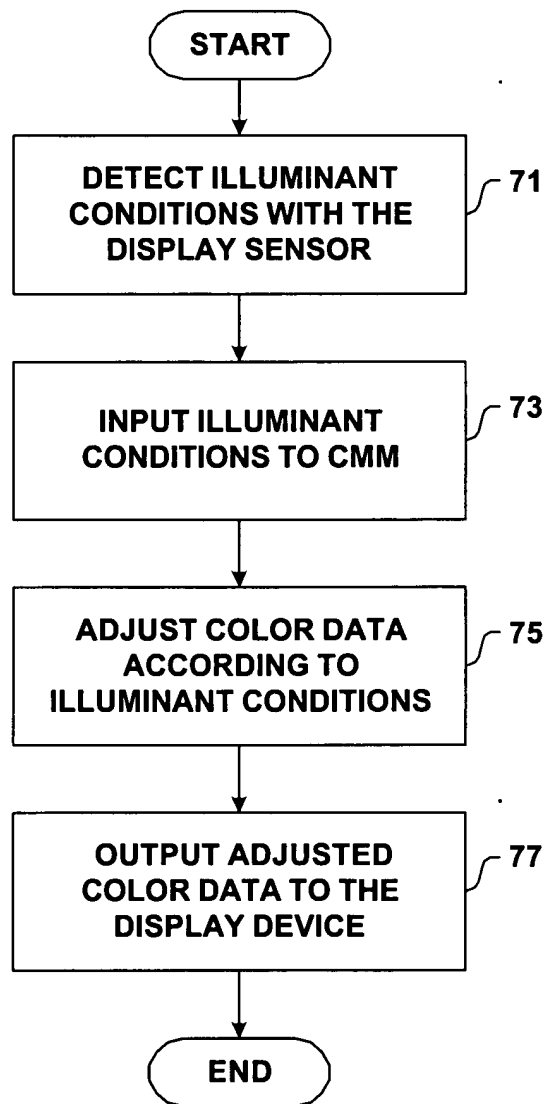 START
DETECT ILLUMINANT
CONDITIONS WITH THE
DISPLAY SENSOR
71
INPUT ILLUMINANT
CONDITIONS TO CMM
73
ADJUST COLOR DATA
ACCORDING TO
ILLUMINANT CONDITIONS
75
OUTPUT ADJUSTED
COLOR DATA TO THE
DISPLAY DEVICE
77
END